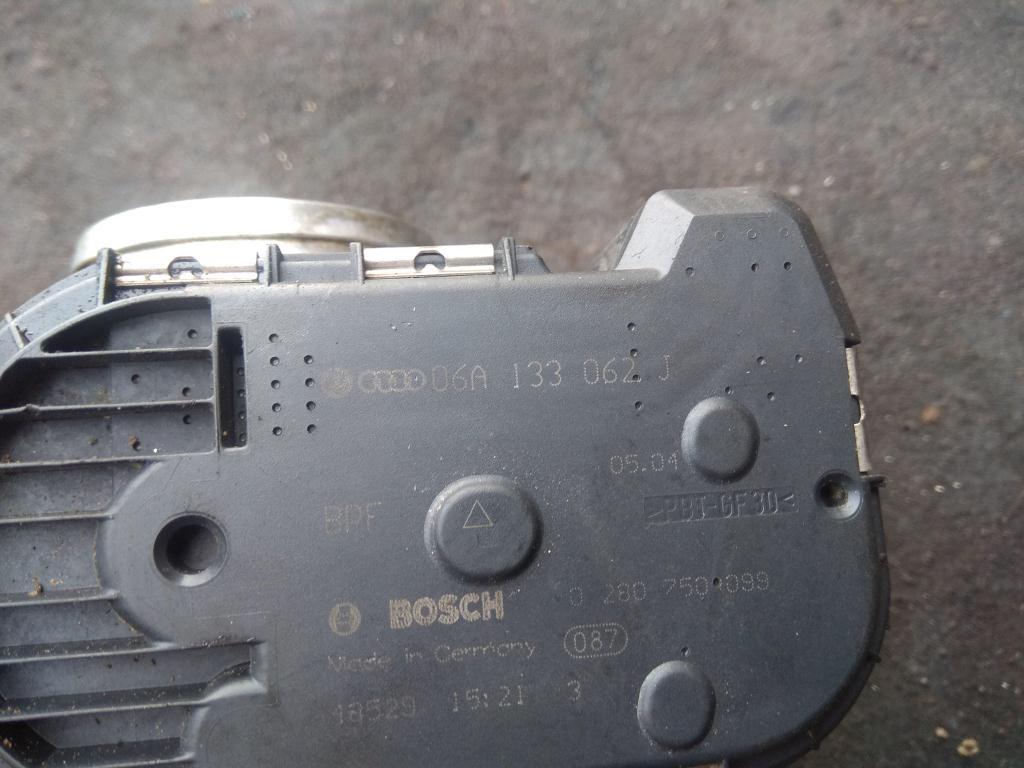 06A 133 062 J
05.04
>PBT-GF30<
BPF
0 280 750 099
BOSCH
Made in Germany 087
18529 15:21 3